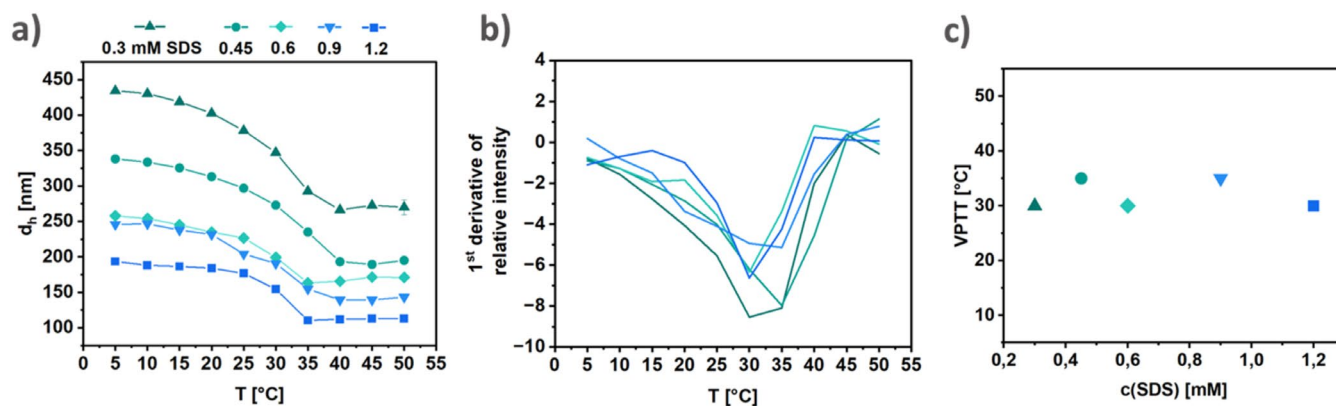 a)
0.3 mM SDS 0.45 0.6 0.9 1.2
450
400
350
300
250
200
150
100
dh [nm]
0 5 10 15 20 25 30 35 40 45 50 55
T [°C]
b)
4
2
0
−2
−4
−6
−8
−10
1st derivative of
relative intensity
0 5 10 15 20 25 30 35 40 45 50 55
T [°C]
c)
50
40
30
20
10
VPTT [°C]
0,2 0,4 0,6 0,8 1,0 1,2
c(SDS) [mM]